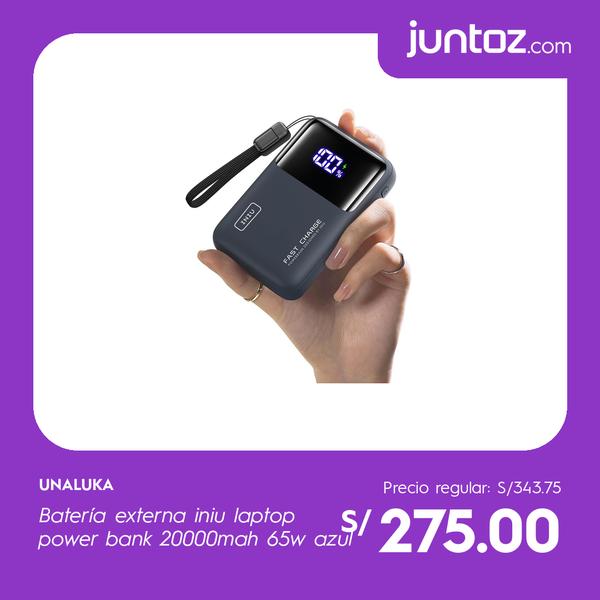 juntoz.com
100%
INIU
FAST CHARGE
UNALUKA
Precio regular: S/343.75
Batería externa iniu laptop
power bank 20000mah 65w azul
S/ 275.00